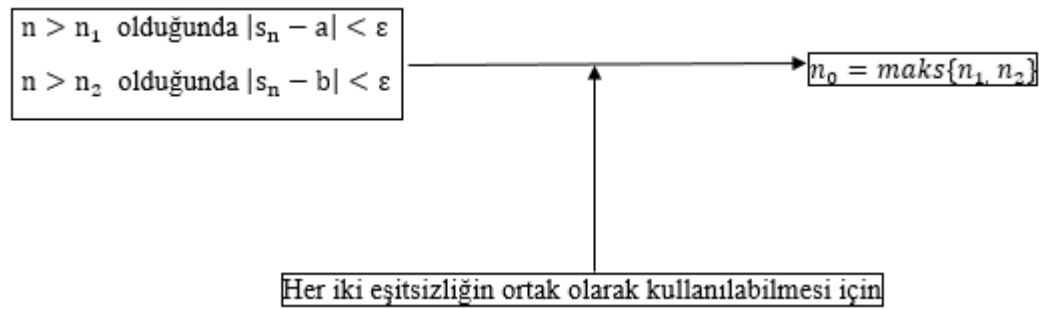 n > n₁ olduğunda |sₙ − a| < ε
n > n₂ olduğunda |sₙ − b| < ε
n₀ = maks{n₁, n₂}
Her iki eşitsizliğin ortak olarak kullanılabilmesi için